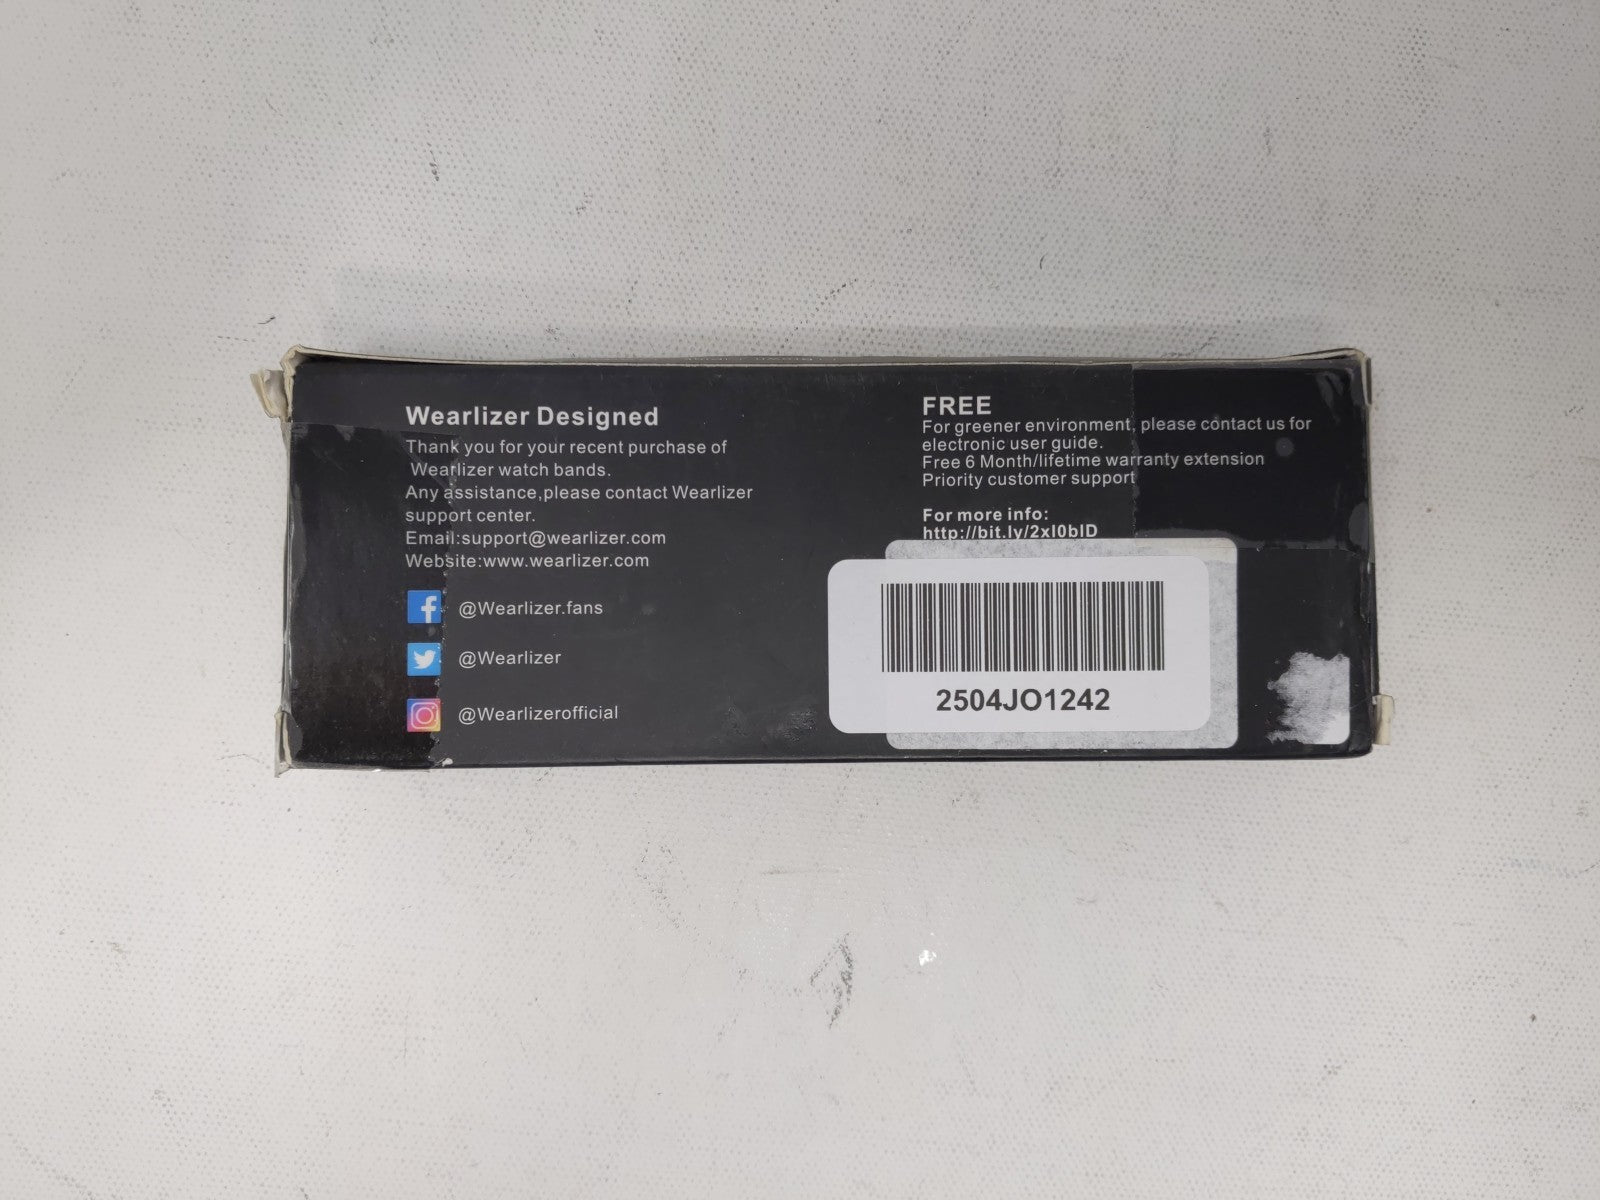 Wearlizer Designed
Thank you for your recent purchase of
Wearlizer watch bands.
Any assistance,please contact Wearlizer
support center.
Email:support@wearlizer.com
Website:www.wearlizer.com
@Wearlizer.fans
@Wearlizer
@Wearlizerofficial
FREE
For greener environment, please contact us for
electronic user guide.
Free 6 Month/lifetime warranty extension
Priority customer support
For more info:
http://bit.ly/2xl0bID
2504JO1242